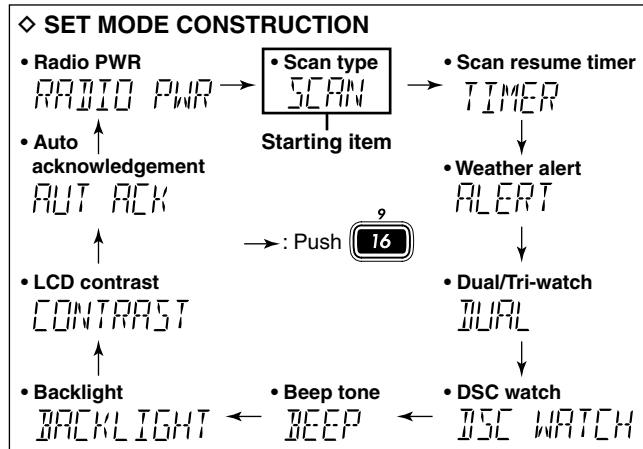 ◇ SET MODE CONSTRUCTION
• Radio PWR
RADIO PWR
• Scan type
SCAN
Starting item
• Scan resume timer
TIMER
• Auto
acknowledgement
AUT ACK
• Weather alert
ALERT
→: Push
9
16
• LCD contrast
CONTRAST
• Dual/Tri-watch
DUAL
• Backlight
BACKLIGHT
• Beep tone
BEEP
• DSC watch
DSC WATCH